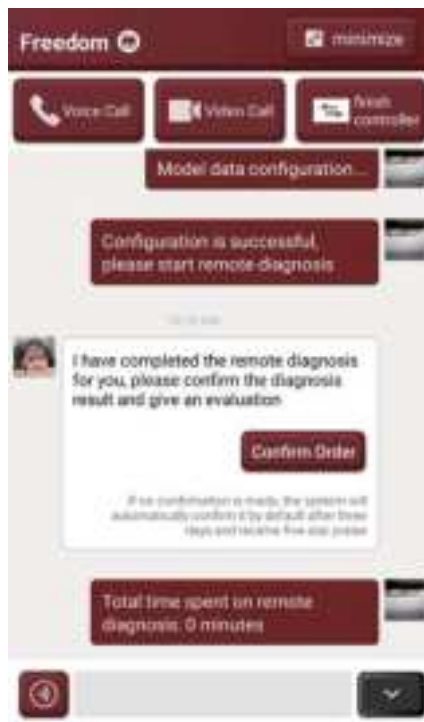 Freedom
minimize
Voice Call
Video Call
finish
controller
Model data configuration...
Configuration is successful,
please start remote diagnosis
I have completed the remote diagnosis
for you, please confirm the diagnosis
result and give an evaluation
Confirm Order
If no confirmation is made, the system will
automatically confirm it by default after three
days and receive five-star praise
Total time spent on remote
diagnosis: 0 minutes